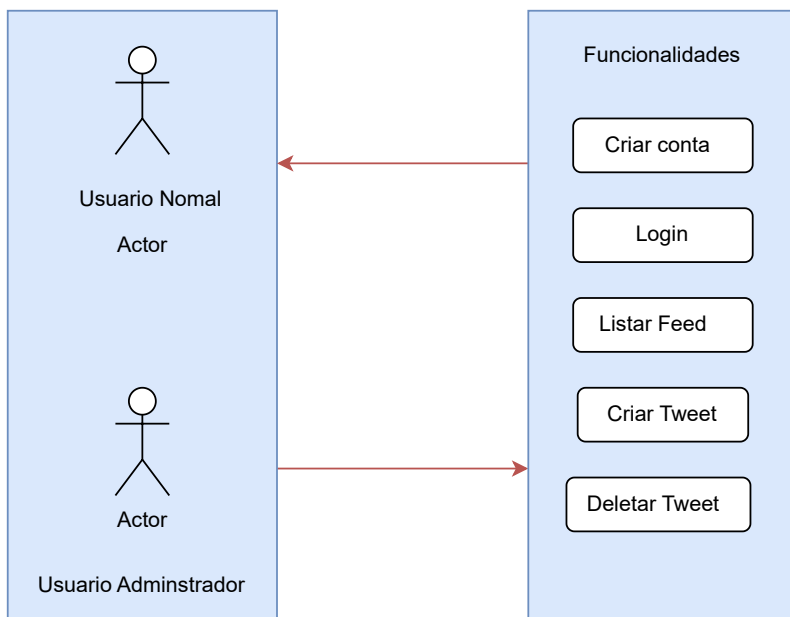 Usuario Nomal
Actor
Actor
Usuario Adminstrador
Funcionalidades
Criar conta
Login
Listar Feed
Criar Tweet
Deletar Tweet